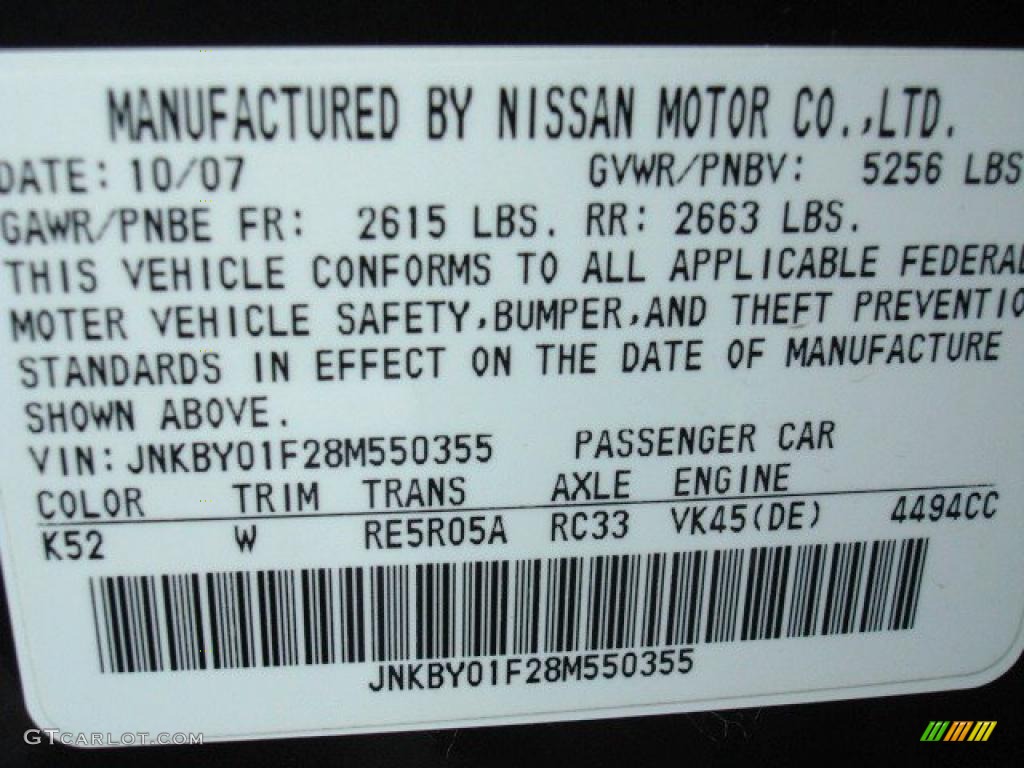 MANUFACTURED BY NISSAN MOTOR CO.,LTD.
DATE: 10/07 GVWR/PNBV: 5256 LBS
GAWR/PNBE FR: 2615 LBS. RR: 2663 LBS.
THIS VEHICLE CONFORMS TO ALL APPLICABLE FEDERAL
MOTER VEHICLE SAFETY,BUMPER,AND THEFT PREVENTIO
STANDARDS IN EFFECT ON THE DATE OF MANUFACTURE
SHOWN ABOVE.
VIN: JNKBY01F28M550355 PASSENGER CAR
COLOR TRIM TRANS AXLE ENGINE
K52 W RE5R05A RC33 VK45(DE) 4494CC
JNKBY01F28M550355
GTCARLOT.COM